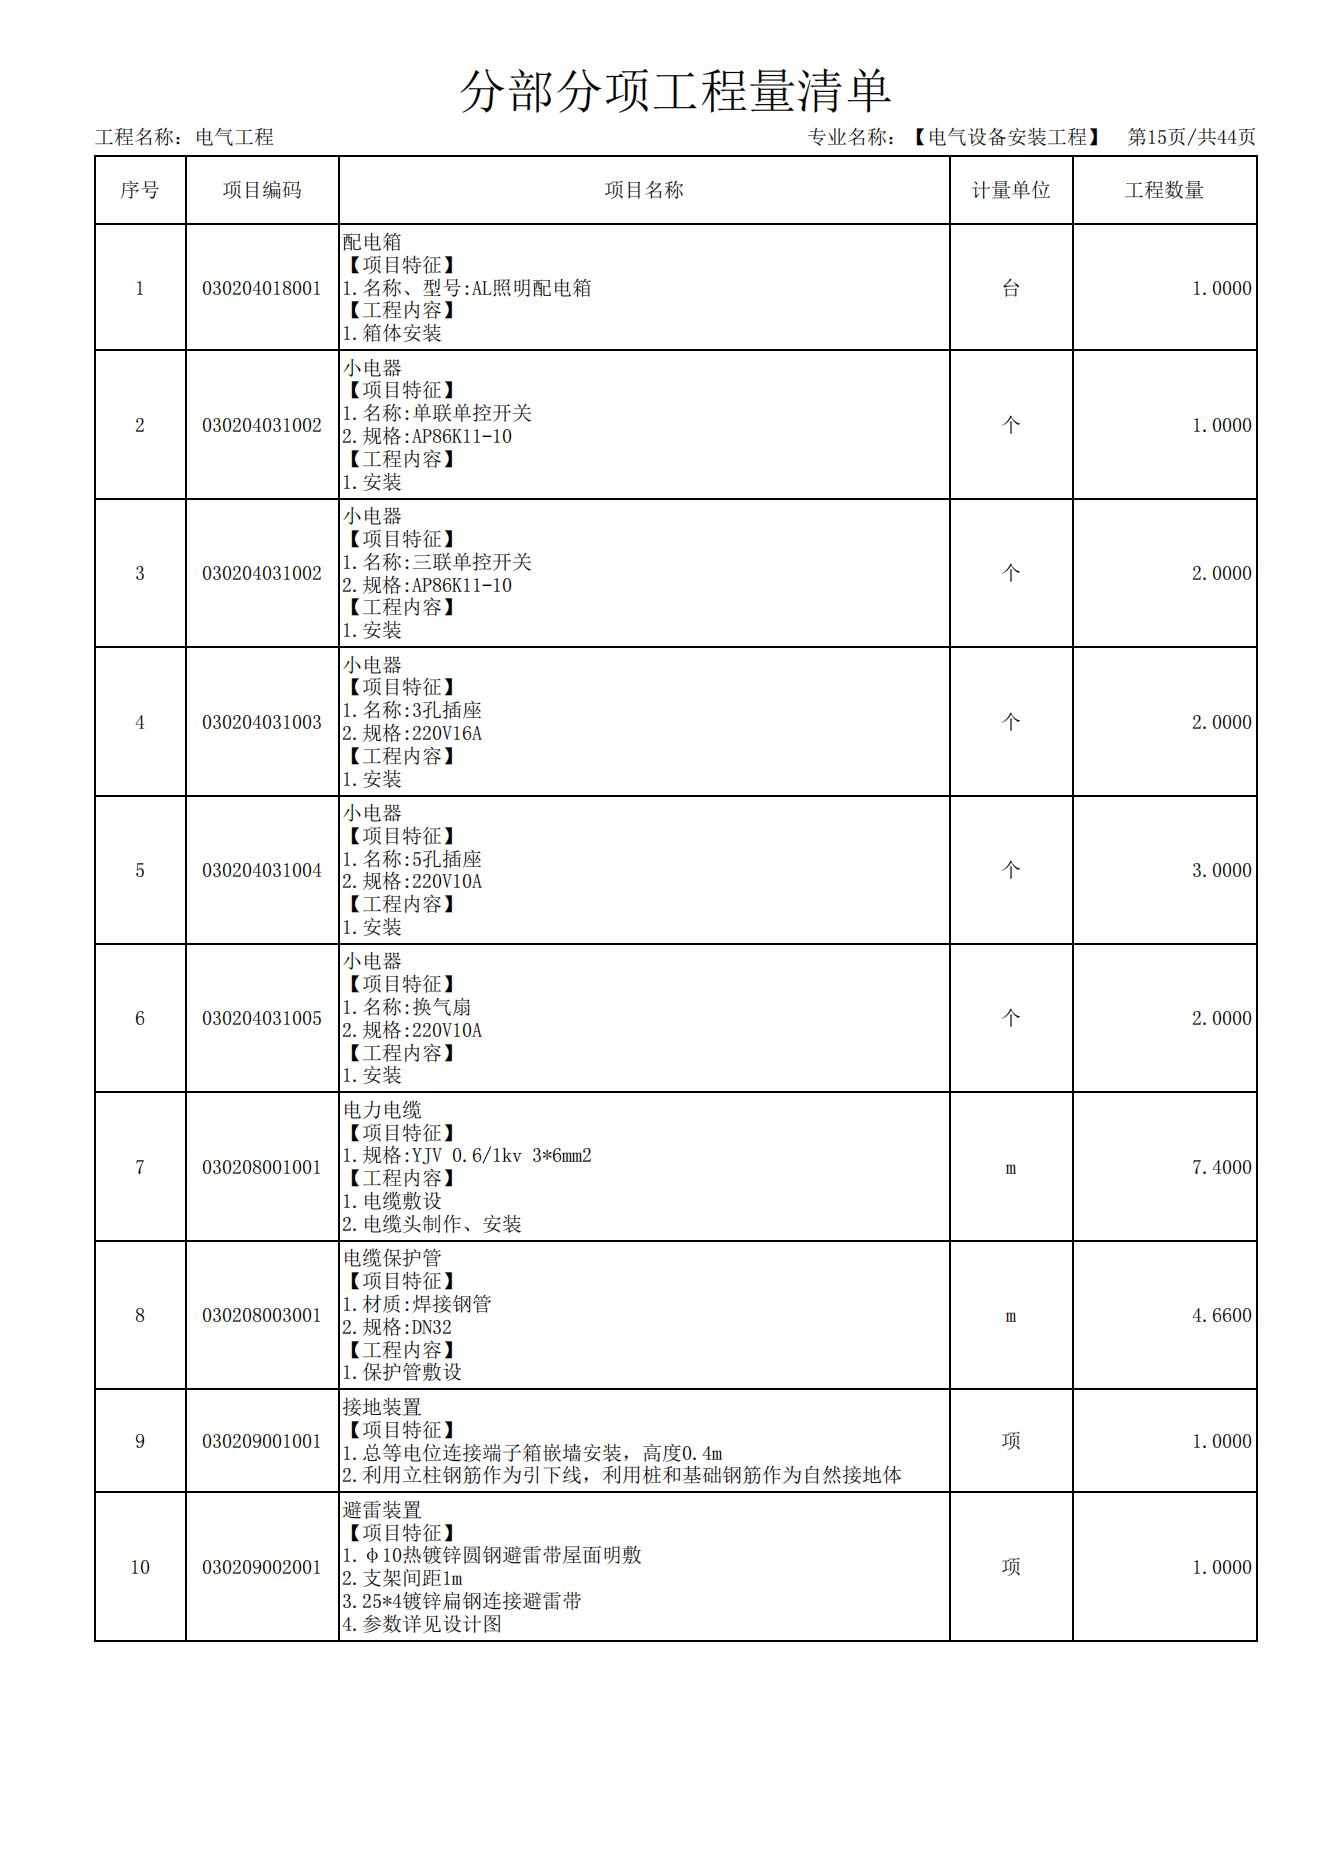 分部分项工程量清单
工程名称：电气工程 专业名称：【电气设备安装工程】 第15页/共44页
序号 项目编码 项目名称 计量单位 工程数量
配电箱
【项目特征】
1 030204018001 1.名称、型号:AL照明配电箱 台 1.0000
【工程内容】
1.箱体安装
小电器
【项目特征】
1.名称:单联单控开关
2 030204031002 2.规格:AP86K11-10 个 1.0000
【工程内容】
1.安装
小电器
【项目特征】
1.名称:三联单控开关
3 030204031002 2.规格:AP86K11-10 个 2.0000
【工程内容】
1.安装
小电器
【项目特征】
1.名称:3孔插座
4 030204031003 2.规格:220V16A 个 2.0000
【工程内容】
1.安装
小电器
【项目特征】
1.名称:5孔插座
5 030204031004 2.规格:220V10A 个 3.0000
【工程内容】
1.安装
小电器
【项目特征】
1.名称:换气扇
6 030204031005 2.规格:220V10A 个 2.0000
【工程内容】
1.安装
电力电缆
【项目特征】
1.规格:YJV 0.6/1kv 3*6mm2
7 030208001001 【工程内容】 m 7.4000
1.电缆敷设
2.电缆头制作、安装
电缆保护管
【项目特征】
1.材质:焊接钢管
8 030208003001 2.规格:DN32 m 4.6600
【工程内容】
1.保护管敷设
接地装置
【项目特征】
9 030209001001 1.总等电位连接端子箱嵌墙安装，高度0.4m 项 1.0000
2.利用立柱钢筋作为引下线，利用桩和基础钢筋作为自然接地体
避雷装置
【项目特征】
1.φ10热镀锌圆钢避雷带屋面明敷
10 030209002001 2.支架间距1m 项 1.0000
3.25*4镀锌扁钢连接避雷带
4.参数详见设计图